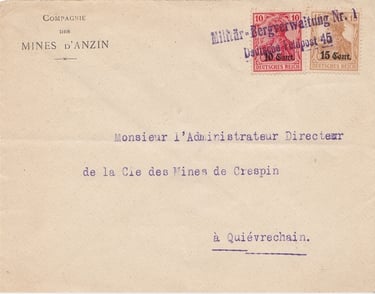 COMPAGNIE
DES
MINES D'ANZIN
Militär-Bergverwaltung Nr. 1
Deutsche Feldpost 45
10 10
10 Cent.
DEUTSCHES REICH
15 Cent.
DEUTSCHES REICH
Monsieur l'Administrateur Directeur
de la Cie des Mines de Crespin
à Quiévrechain.